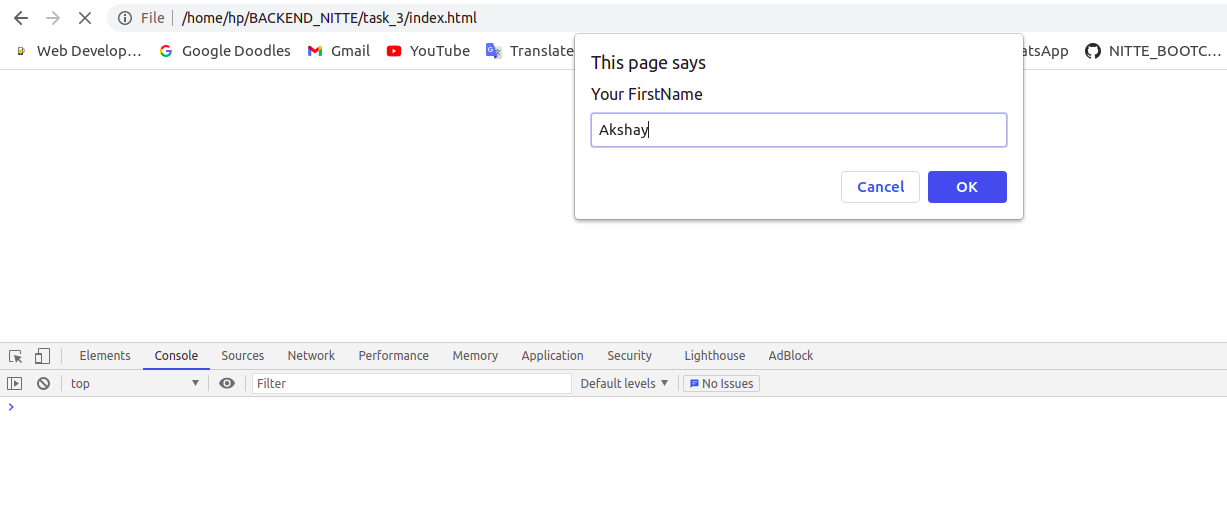 File /home/hp/BACKEND_NITTE/task_3/index.html
Web Develop... Google Doodles Gmail YouTube Translate NITTE_BOOTC...
This page says
Your FirstName
Akshay
Cancel OK
Elements Console Sources Network Performance Memory Application Security Lighthouse AdBlock
top Filter Default levels No Issues